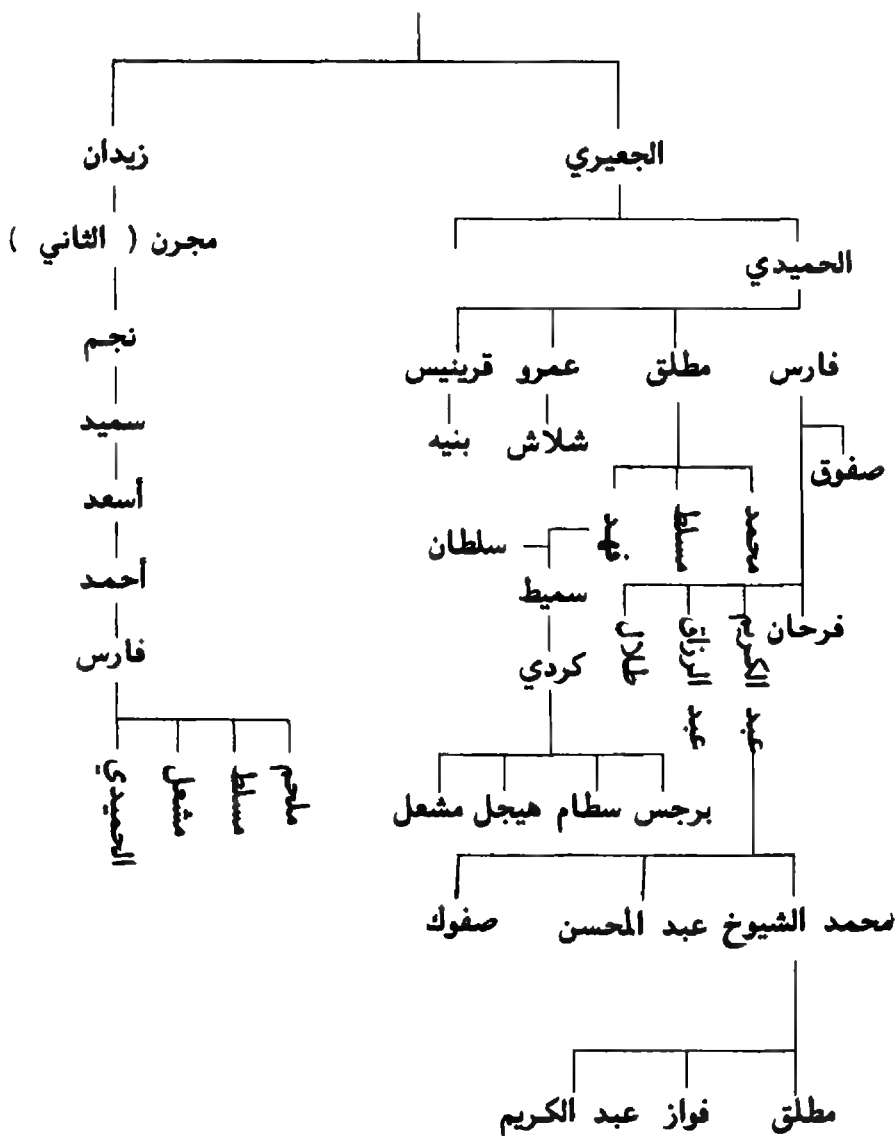 الجعيري زيدان
مجرن ( الثاني )
الحميدي
نجم
فارس مطلق عمرو قرينيس
سميد
شلاش بنيه
صفوق
أسعد
محمد مسلط فهد
سلطان
أحمد
سميط
فرحان عبد الكريم عبد الرزاق طلال
فارس
كردي
ملحم مسلط مشعل الحميدي
برجس سطام هيجل مشعل
محمد الشيوخ عبد المحسن صفوك
مطلق فواز عبد الكريم